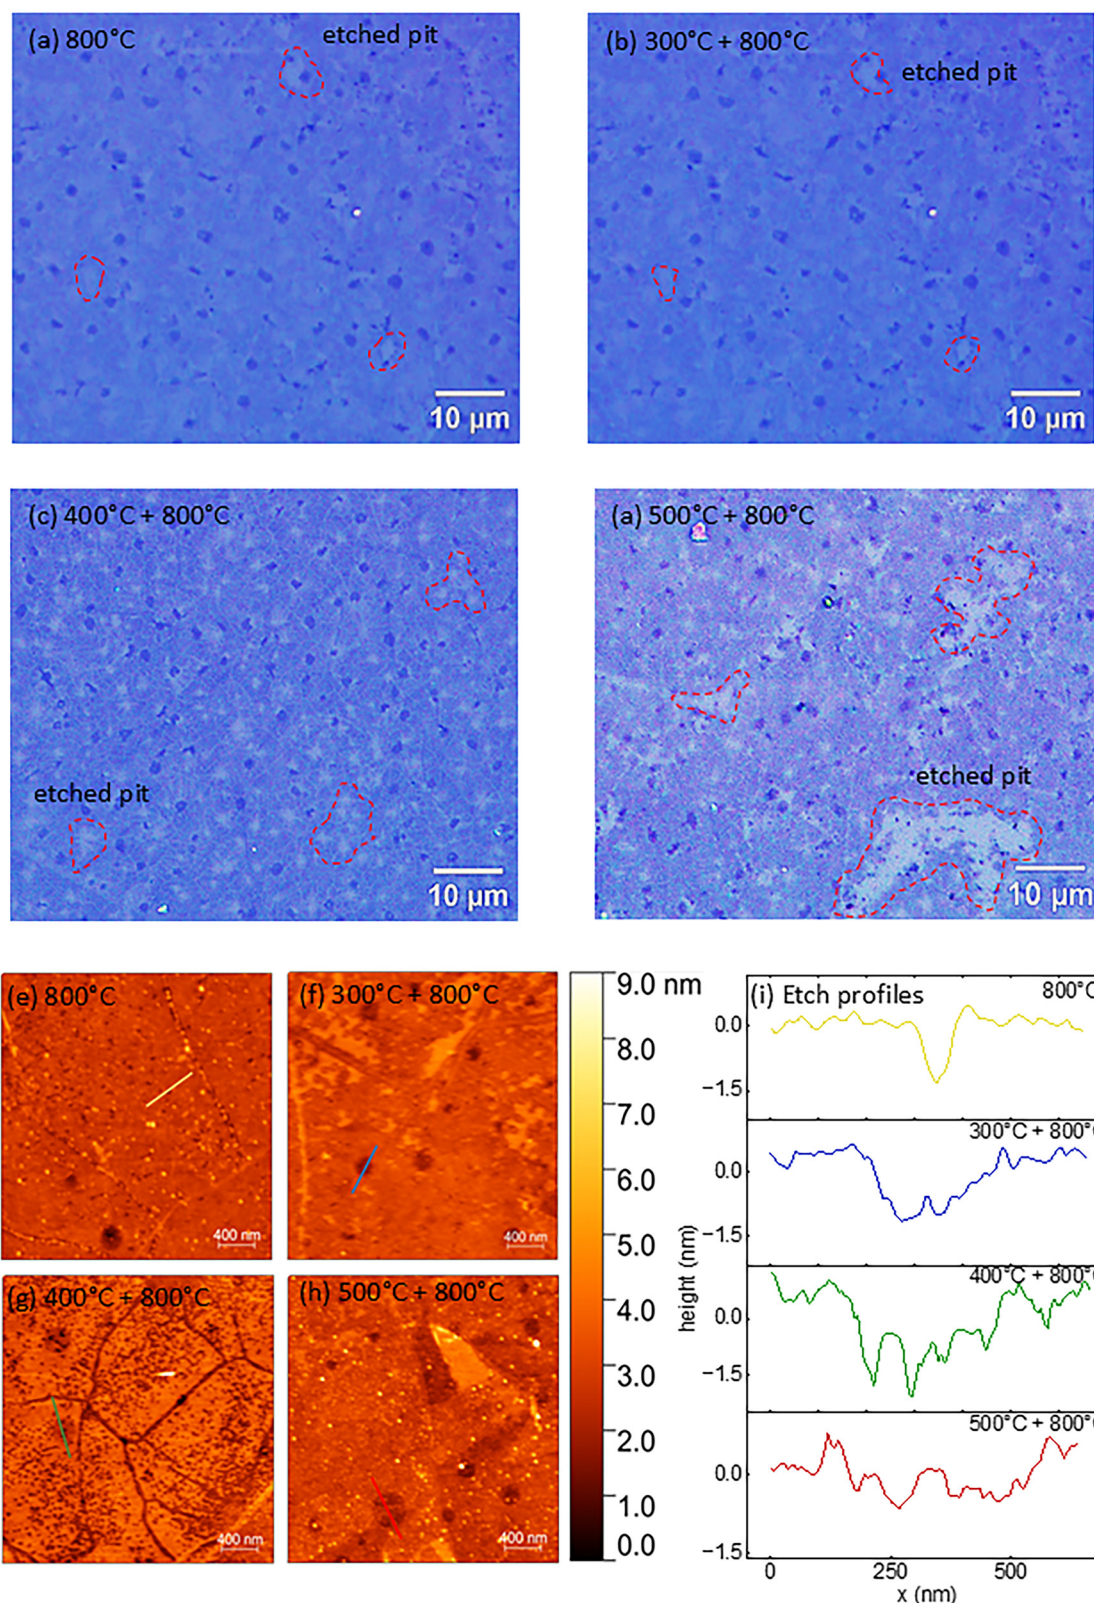 (a) 800°C
etched pit
10 µm
(b) 300°C + 800°C
etched pit
10 µm
(c) 400°C + 800°C
etched pit
10 µm
(a) 500°C + 800°C
etched pit
10 µm
(e) 800°C
400 nm
(f) 300°C + 800°C
400 nm
(g) 400°C + 800°C
400 nm
(h) 500°C + 800°C
400 nm
9.0 nm
8.0
7.0
6.0
5.0
4.0
3.0
2.0
1.0
0.0
(i) Etch profiles
800°C
0.0
−1.5
300°C + 800°C
0.0
−1.5
400°C + 800°C
0.0
−1.5
500°C + 800°C
0.0
−1.5
height (nm)
0 250 500
x (nm)